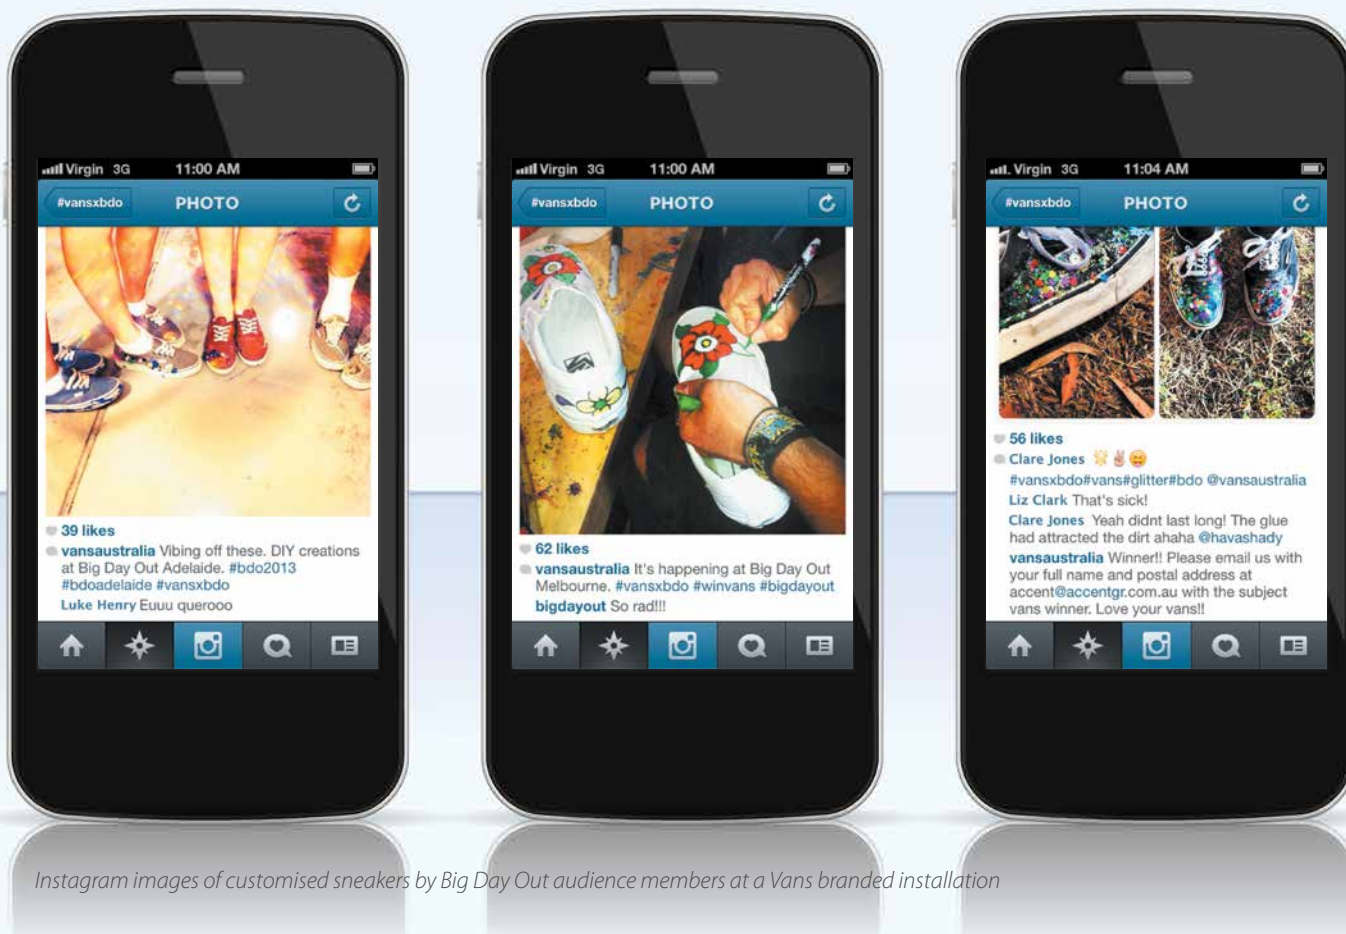 Virgin 3G 11:00 AM
#vansxbdo PHOTO
39 likes
vansaustralia Vibing off these. DIY creations
at Big Day Out Adelaide. #bdo2013
#bdoadelaide #vansxbdo
Luke Henry Euuu querooo
Virgin 3G 11:00 AM
#vansxbdo PHOTO
62 likes
vansaustralia It's happening at Big Day Out
Melbourne. #vansxbdo #winvans #bigdayout
bigdayout So rad!!!
Virgin 3G 11:04 AM
#vansxbdo PHOTO
56 likes
Clare Jones 🌟✌️😝
#vansxbdo#vans#glitter#bdo @vansaustralia
Liz Clark That's sick!
Clare Jones Yeah didnt last long! The glue
had attracted the dirt ahaha @havashady
vansaustralia Winner!! Please email us with
your full name and postal address at
accent@accentgr.com.au with the subject
vans winner. Love your vans!!
Instagram images of customised sneakers by Big Day Out audience members at a Vans branded installation